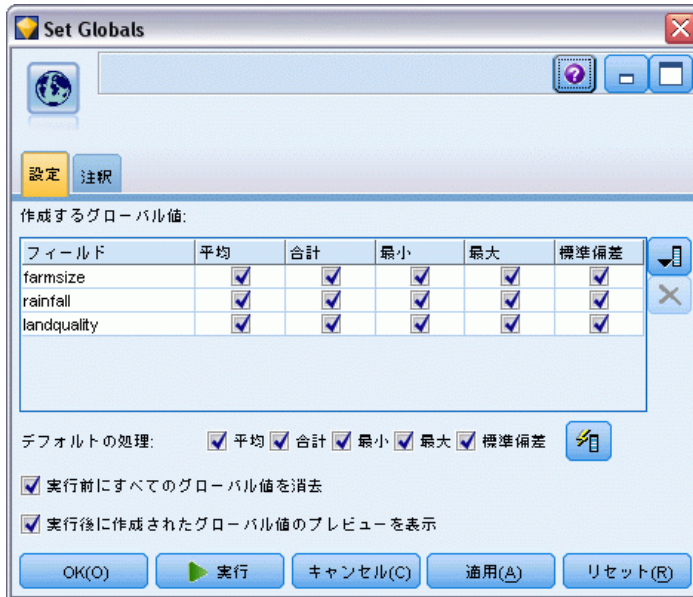 Set Globals
設定 注釈
作成するグローバル値:
フィールド 平均 合計 最小 最大 標準偏差
farmsize
rainfall
landquality
デフォルトの処理: 平均 合計 最小 最大 標準偏差
実行前にすべてのグローバル値を消去
実行後に作成されたグローバル値のプレビューを表示
OK(O) 実行 キャンセル(C) 適用(A) リセット(R)